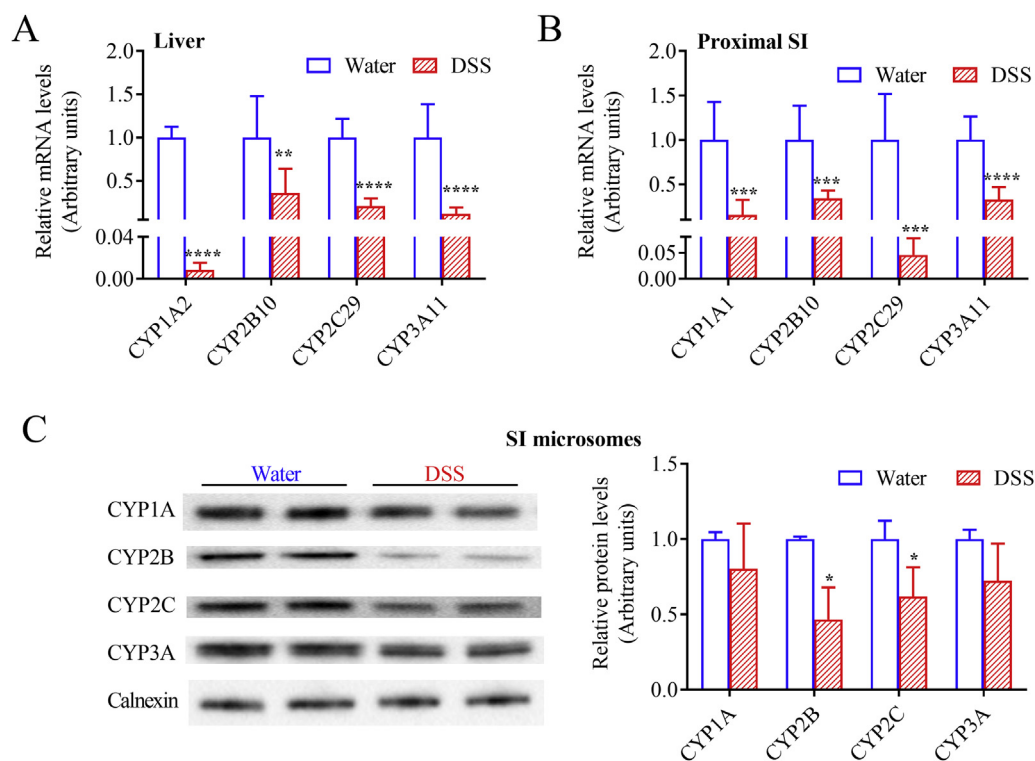 A
Liver
Relative mRNA levels
(Arbitrary units)
2.0
1.5
1.0
0.5
0.04
0.00
Water
DSS
****
**
****
****
CYP1A2
CYP2B10
CYP2C29
CYP3A11
B
Proximal SI
Relative mRNA levels
(Arbitrary units)
2.0
1.5
1.0
0.5
0.05
0.00
Water
DSS
***
***
***
****
CYP1A1
CYP2B10
CYP2C29
CYP3A11
C
SI microsomes
Water
DSS
CYP1A
CYP2B
CYP2C
CYP3A
Calnexin
Relative protein levels
(Arbitrary units)
1.5
1.0
0.5
0.0
Water
DSS
*
*
CYP1A
CYP2B
CYP2C
CYP3A